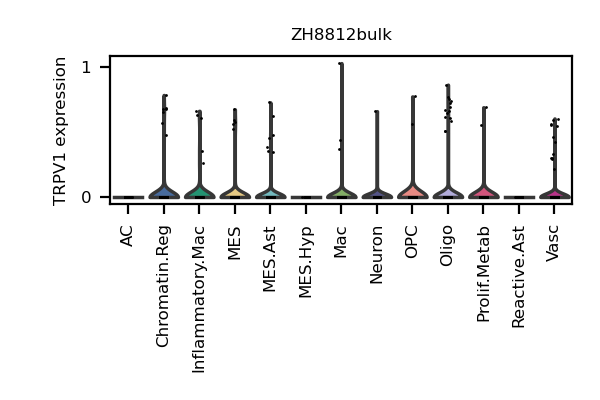 ZH8812bulk
TRPV1 expression
1
0
AC
Chromatin.Reg
Inflammatory.Mac
MES
MES.Ast
MES.Hyp
Mac
Neuron
OPC
Oligo
Prolif.Metab
Reactive.Ast
Vasc